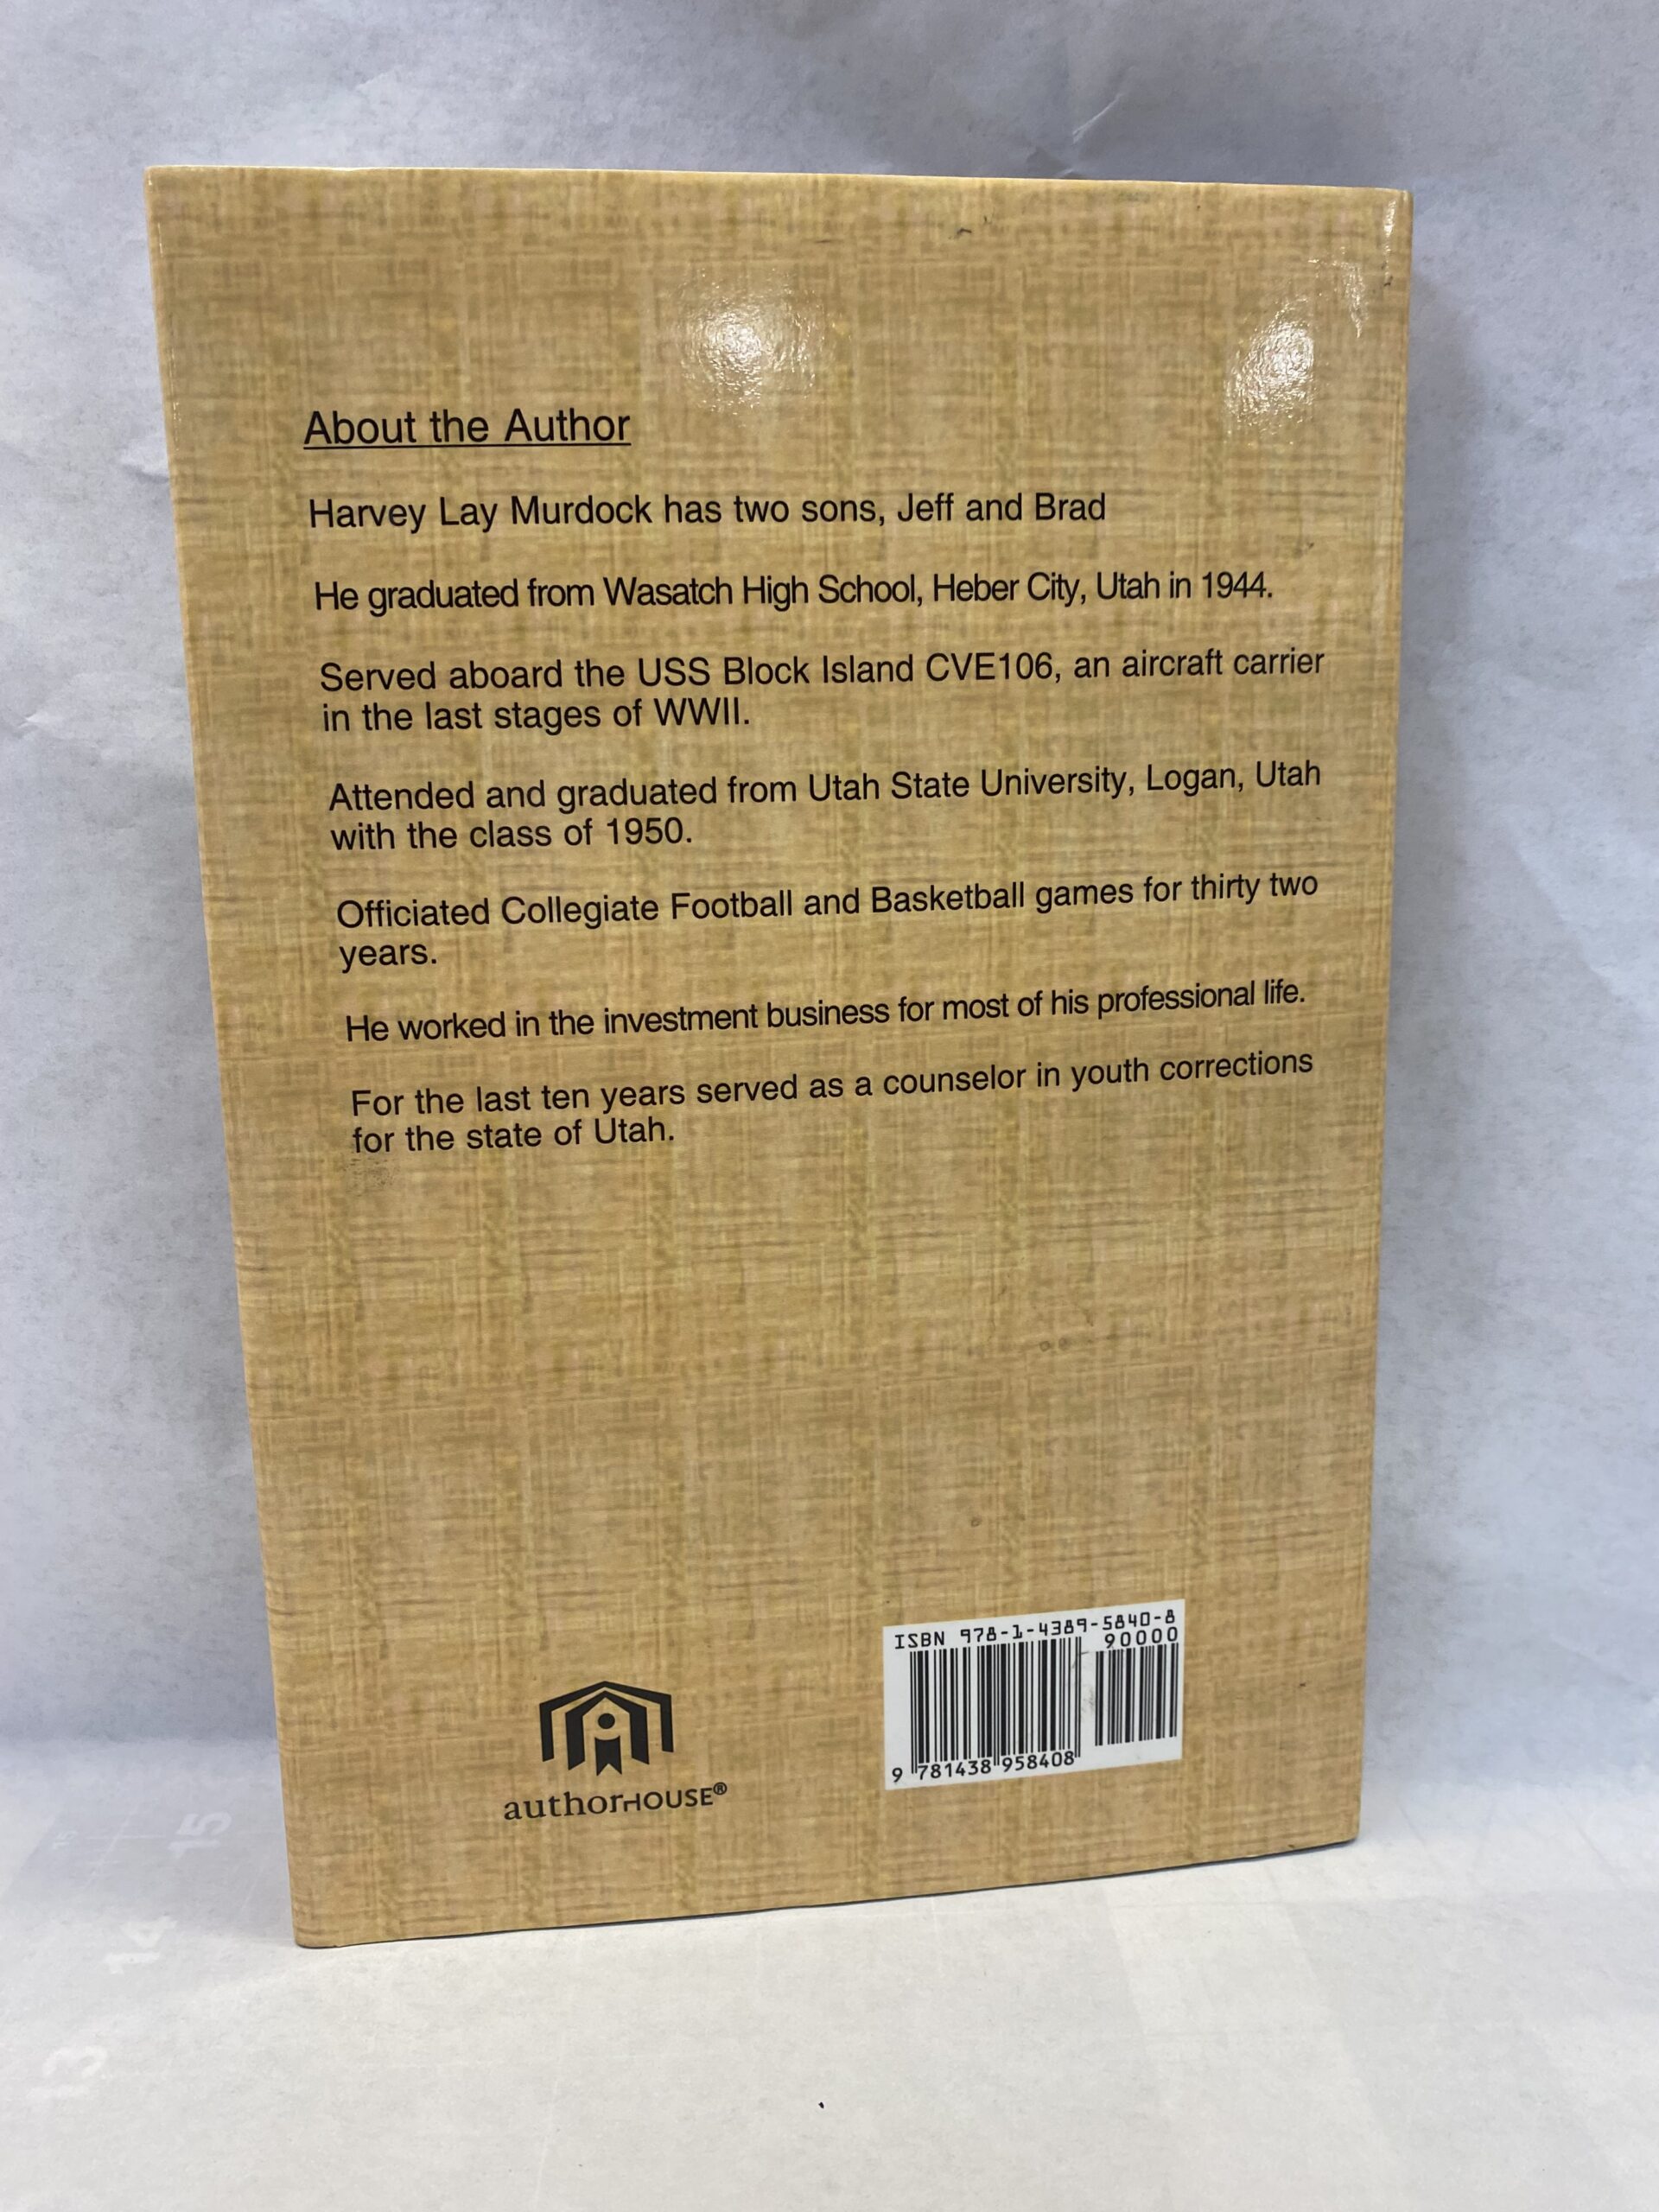 About the Author
Harvey Lay Murdock has two sons, Jeff and Brad
He graduated from Wasatch High School, Heber City, Utah in 1944.
Served aboard the USS Block Island CVE106, an aircraft carrier
in the last stages of WWII.
Attended and graduated from Utah State University, Logan, Utah
with the class of 1950.
Officiated Collegiate Football and Basketball games for thirty two
years.
He worked in the investment business for most of his professional life.
For the last ten years served as a counselor in youth corrections
for the state of Utah.
ISBN 978-1-4389-5840-8
90000
9 781438 958408
authorHOUSE®
15
14
13